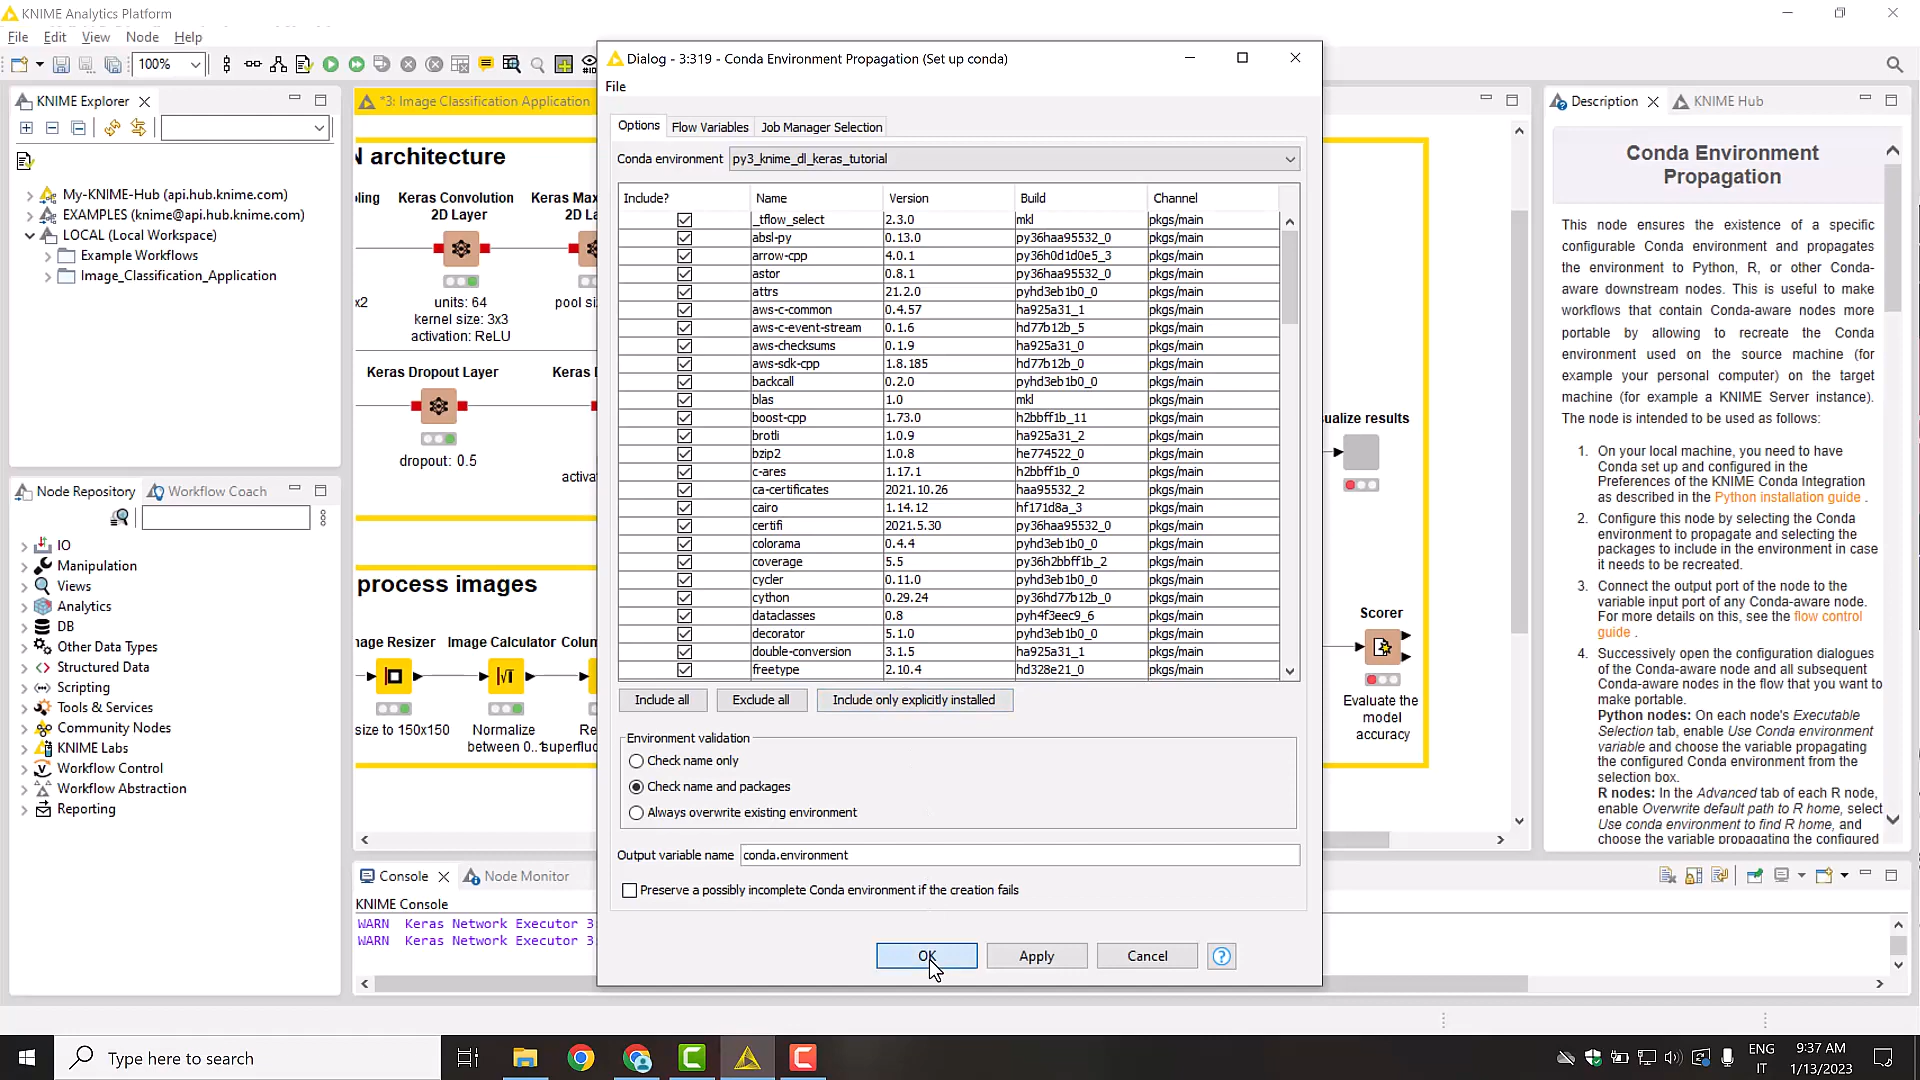 KNIME Analytics Platform
File Edit View Node Help
100%
KNIME Explorer
My-KNIME-Hub (api.hub.knime.com)
EXAMPLES (knime@api.hub.knime.com)
LOCAL (Local Workspace)
Example Workflows
Image_Classification_Application
Node Repository
Workflow Coach
IO
Manipulation
Views
Analytics
DB
Other Data Types
Structured Data
Scripting
Tools & Services
Community Nodes
KNIME Labs
Workflow Control
Workflow Abstraction
Reporting
*3: Image Classification Application
N architecture
Keras Convolution
2D Layer
Keras Max
2D L
units: 64
kernel size: 3x3
activation: ReLU
pool si
Keras Dropout Layer
Keras D
dropout: 0.5
activa
process images
mage Resizer
Image Calculator
Colun
size to 150x150
Normalize
between 0..1
Re
superfluo
ualize results
Scorer
Evaluate the
model
accuracy
Console
Node Monitor
KNIME Console
WARN Keras Network Executor 3:
WARN Keras Network Executor 3:
Dialog - 3:319 - Conda Environment Propagation (Set up conda)
File
Options Flow Variables Job Manager Selection
Conda environment py3_knime_dl_keras_tutorial
Include? Name Version Build Channel
_tflow_select 2.3.0 mkl pkgs/main
absl-py 0.13.0 py36haa95532_0 pkgs/main
arrow-cpp 4.0.1 py36h0d1d0e5_3 pkgs/main
astor 0.8.1 py36haa95532_0 pkgs/main
attrs 21.2.0 pyhd3eb1b0_0 pkgs/main
aws-c-common 0.4.57 ha925a31_1 pkgs/main
aws-c-event-stream 0.1.6 hd77b12b_5 pkgs/main
aws-checksums 0.1.9 ha925a31_0 pkgs/main
aws-sdk-cpp 1.8.185 hd77b12b_0 pkgs/main
backcall 0.2.0 pyhd3eb1b0_0 pkgs/main
blas 1.0 mkl pkgs/main
boost-cpp 1.73.0 h2bbff1b_11 pkgs/main
brotli 1.0.9 ha925a31_2 pkgs/main
bzip2 1.0.8 he774522_0 pkgs/main
c-ares 1.17.1 h2bbff1b_0 pkgs/main
ca-certificates 2021.10.26 haa95532_2 pkgs/main
cairo 1.14.12 hf171d8a_3 pkgs/main
certifi 2021.5.30 py36haa95532_0 pkgs/main
colorama 0.4.4 pyhd3eb1b0_0 pkgs/main
coverage 5.5 py36h2bbff1b_2 pkgs/main
cycler 0.11.0 pyhd3eb1b0_0 pkgs/main
cython 0.29.24 py36hd77b12b_0 pkgs/main
dataclasses 0.8 pyh4f3eec9_6 pkgs/main
decorator 5.1.0 pyhd3eb1b0_0 pkgs/main
double-conversion 3.1.5 ha925a31_1 pkgs/main
freetype 2.10.4 hd328e21_0 pkgs/main
Include all Exclude all Include only explicitly installed
Environment validation
Check name only
Check name and packages
Always overwrite existing environment
Output variable name conda.environment
Preserve a possibly incomplete Conda environment if the creation fails
OK Apply Cancel
Description
KNIME Hub
Conda Environment
Propagation
This node ensures the existence of a specific
configurable Conda environment and propagates
the environment to Python, R, or other Conda-
aware downstream nodes. This is useful to make
workflows that contain Conda-aware nodes more
portable by allowing to recreate the Conda
environment used on the source machine (for
example your personal computer) on the target
machine (for example a KNIME Server instance).
The node is intended to be used as follows:
1. On your local machine, you need to have
Conda set up and configured in the
Preferences of the KNIME Conda Integration
as described in the Python installation guide .
2. Configure this node by selecting the Conda
environment to propagate and selecting the
packages to include in the environment in case
it needs to be recreated.
3. Connect the output port of the node to the
variable input port of any Conda-aware node.
For more details on this, see the flow control
guide .
4. Successively open the configuration dialogues
of the Conda-aware node and all subsequent
Conda-aware nodes in the flow that you want to
make portable.
Python nodes: On each node's Executable
Selection tab, enable Use Conda environment
variable and choose the variable propagating
the configured Conda environment from the
selection box.
R nodes: In the Advanced tab of each R node,
enable Overwrite default path to R home, select
Use conda environment to find R home, and
choose the variable propagating the configured
Type here to search
ENG
IT
9:37 AM
1/13/2023